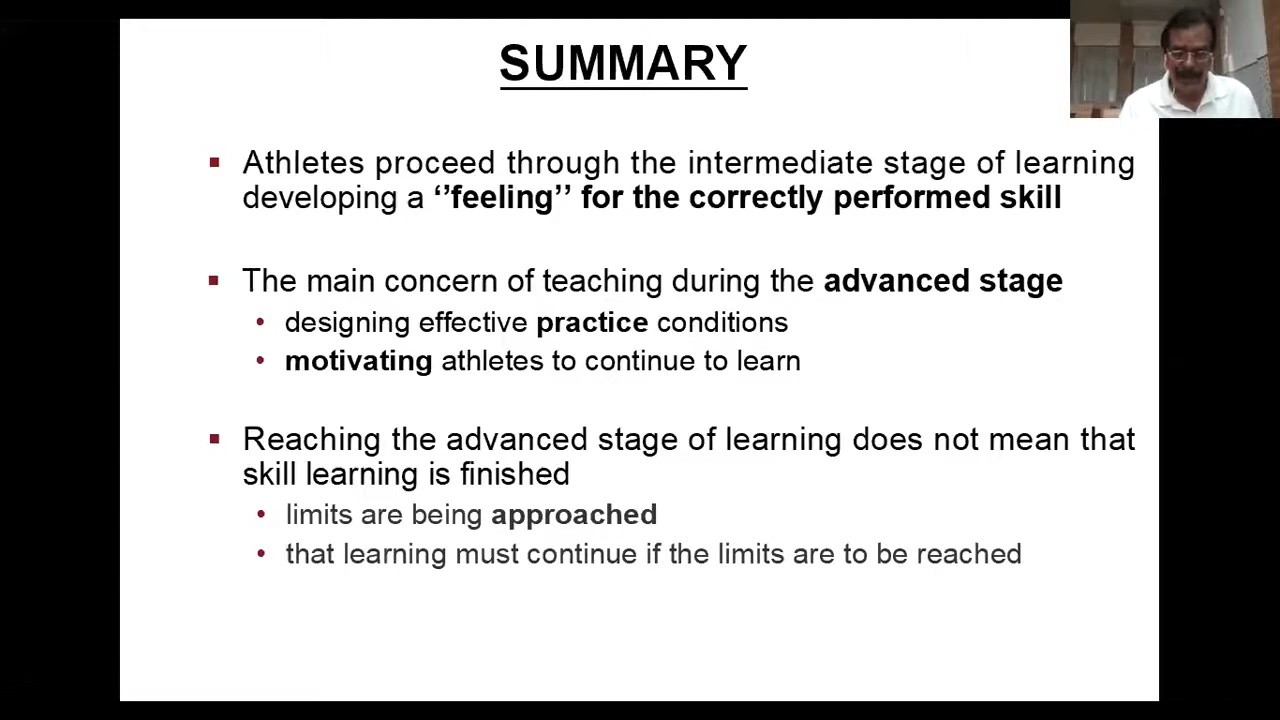 SUMMARY
▪ Athletes proceed through the intermediate stage of learning
developing a ‘’feeling’’ for the correctly performed skill
▪ The main concern of teaching during the advanced stage
• designing effective practice conditions
• motivating athletes to continue to learn
▪ Reaching the advanced stage of learning does not mean that
skill learning is finished
• limits are being approached
• that learning must continue if the limits are to be reached